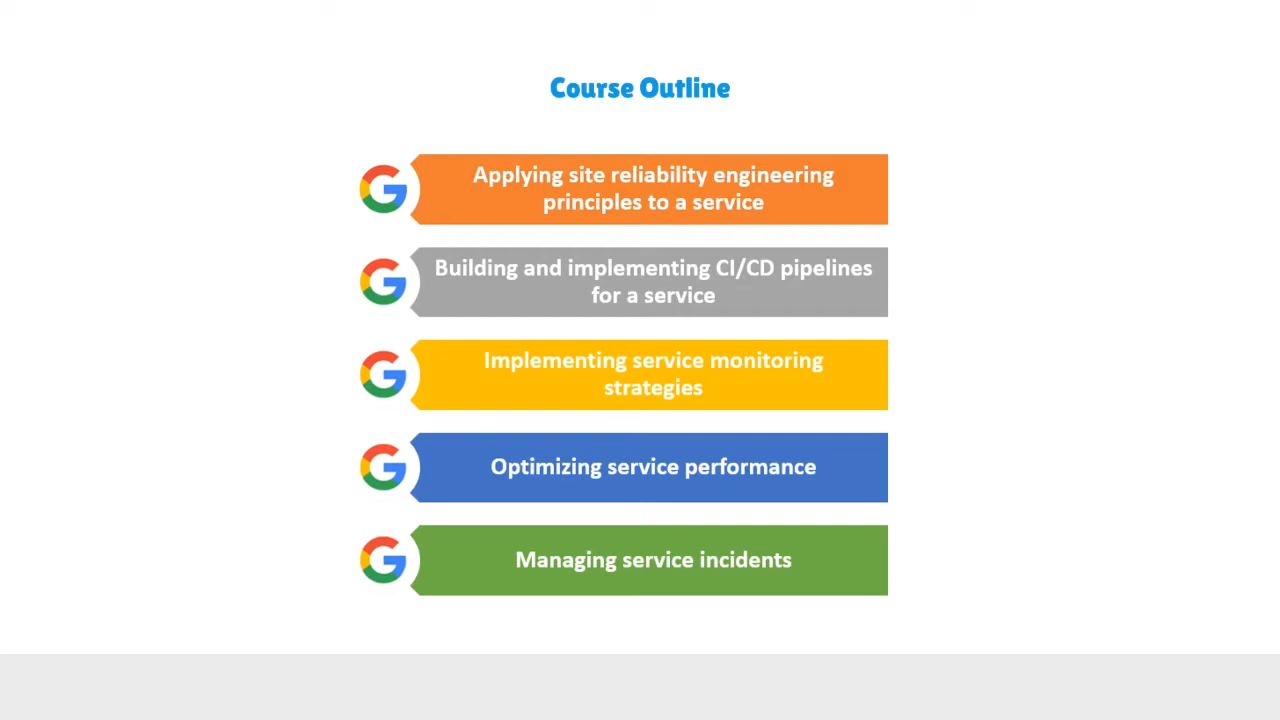 Course Outline
Applying site reliability engineering
principles to a service
Building and implementing CI/CD pipelines
for a service
Implementing service monitoring
strategies
Optimizing service performance
Managing service incidents